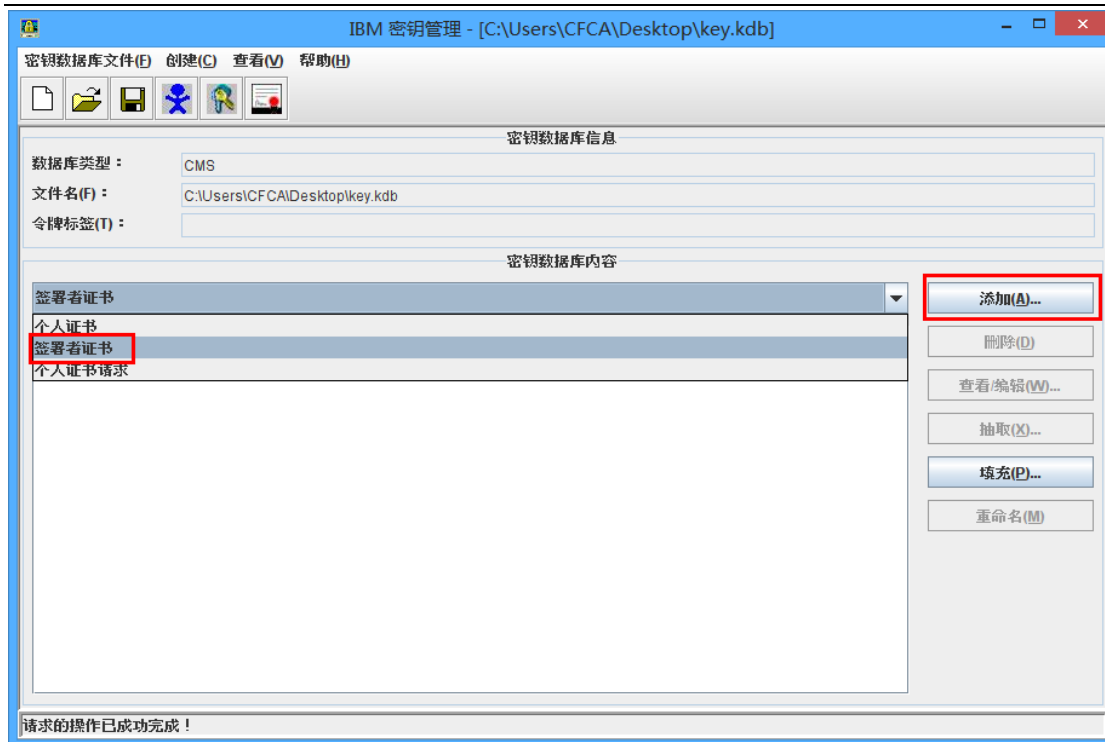 IBM 密钥管理 - [C:\Users\CFCA\Desktop\key.kdb]
密钥数据库文件(F) 创建(C) 查看(V) 帮助(H)
密钥数据库信息
数据库类型：
CMS
文件名(F)：
C:\Users\CFCA\Desktop\key.kdb
令牌标签(T)：
密钥数据库内容
签署者证书
添加(A)...
个人证书
签署者证书
个人证书请求
删除(D)
查看/编辑(W)...
抽取(X)...
填充(P)...
重命名(M)
请求的操作已成功完成！